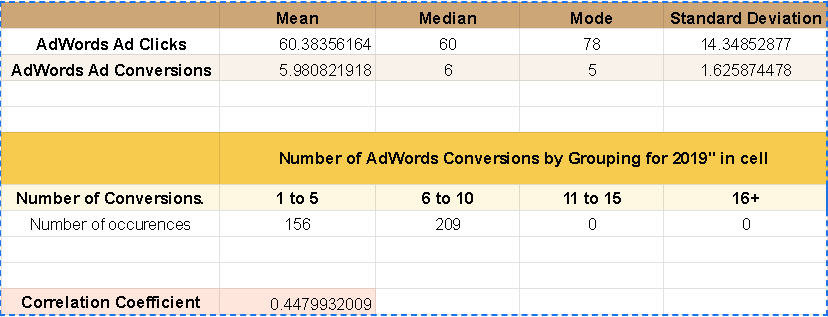 Mean Median Mode Standard Deviation
AdWords Ad Clicks 60.38356164 60 78 14.34852877
AdWords Ad Conversions 5.980821918 6 5 1.625874478
Number of AdWords Conversions by Grouping for 2019" in cell
Number of Conversions. 1 to 5 6 to 10 11 to 15 16+
Number of occurences 156 209 0 0
Correlation Coefficient 0.4479932009